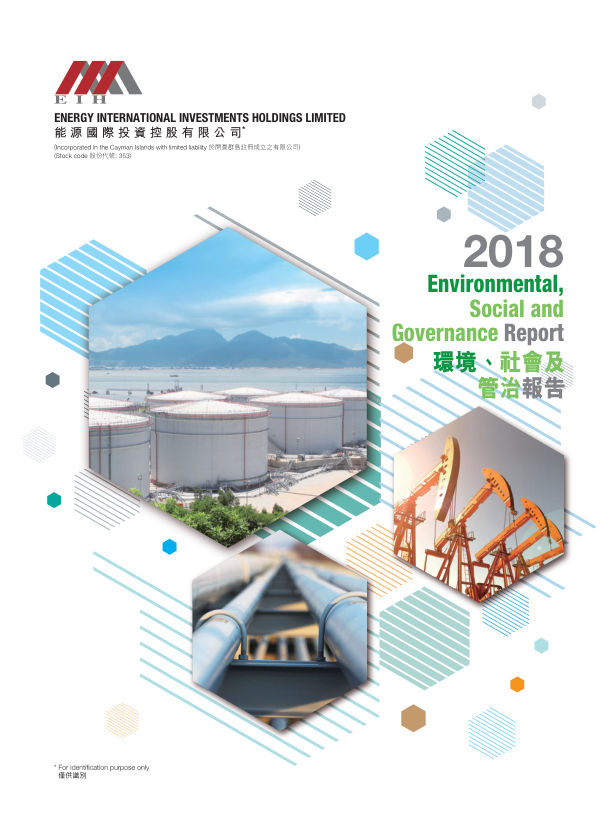 EIH
ENERGY INTERNATIONAL INVESTMENTS HOLDINGS LIMITED
能源國際投資控股有限公司*
(Incorporated in the Cayman Islands with limited liability 於開曼群島註冊成立之有限公司)
(Stock code 股份代號: 353)
2018
Environmental,
Social and
Governance Report
環境、社會及
管治報告
* For identification purpose only
僅供識別